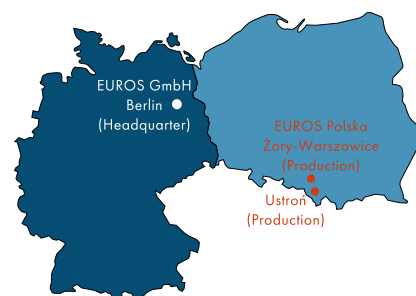 EUROS GmbH
Berlin
(Headquarter)
EUROS Polska
Żory-Warszowice
(Production)
Ustroń
(Production)